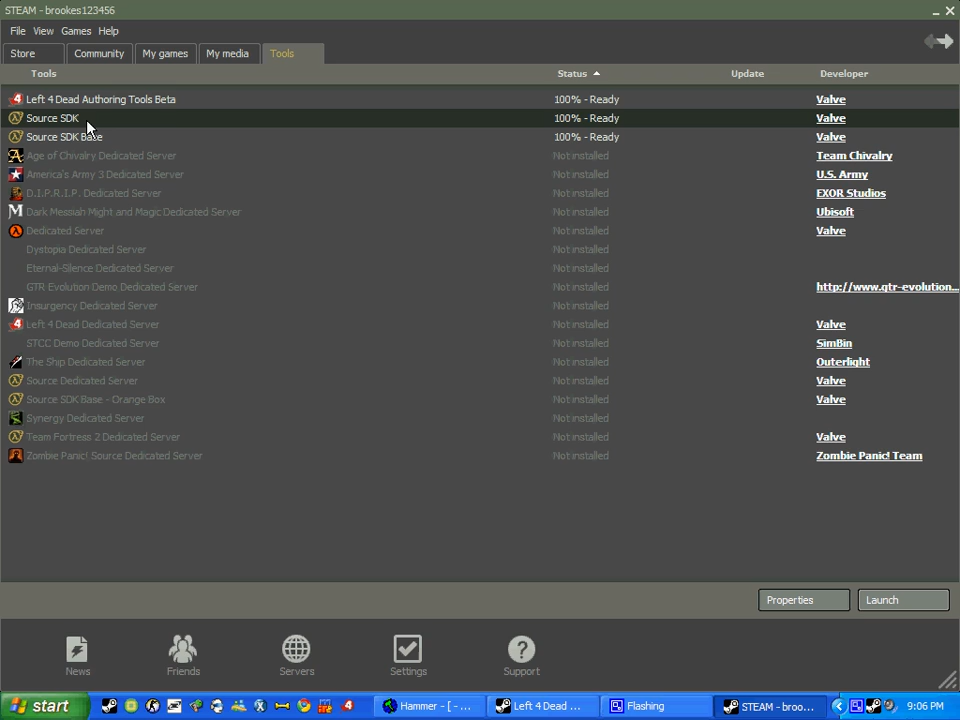 STEAM - brookes123456
File View Games Help
Store Community My games My media Tools
Tools Status Update Developer
Left 4 Dead Authoring Tools Beta 100% - Ready Valve
Source SDK 100% - Ready Valve
Source SDK Base 100% - Ready Valve
Age of Chivalry Dedicated Server Not installed Team Chivalry
America's Army 3 Dedicated Server Not installed U.S. Army
D.I.P.R.I.P. Dedicated Server Not installed EXOR Studios
Dark Messiah Might and Magic Dedicated Server Not installed Ubisoft
Dedicated Server Not installed Valve
Dystopia Dedicated Server Not installed
Eternal-Silence Dedicated Server Not installed
GTR Evolution Demo Dedicated Server Not installed http://www.gtr-evolution...
Insurgency Dedicated Server Not installed
Left 4 Dead Dedicated Server Not installed Valve
STCC Demo Dedicated Server Not installed SimBin
The Ship Dedicated Server Not installed Outerlight
Source Dedicated Server Not installed Valve
Source SDK Base - Orange Box Not installed Valve
Synergy Dedicated Server Not installed
Team Fortress 2 Dedicated Server Not installed Valve
Zombie Panic! Source Dedicated Server Not installed Zombie Panic! Team
Properties Launch
News Friends Servers Settings Support
start Hammer - [ - ... Left 4 Dead ... Flashing STEAM - broo... 9:06 PM